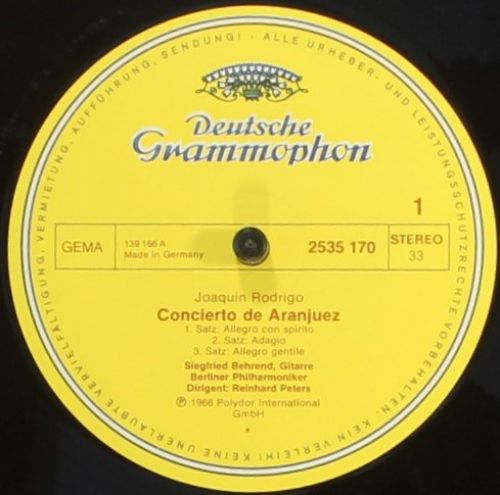 ALLE URHEBER- UND LEISTUNGSSCHUTZRECHTE VORBEHALTEN · KEIN VERLEIH! KEINE UNERLAUBTE VERVIELFÄLTIGUNG, VERMIETUNG, AUFFÜHRUNG, SENDUNG! -
Deutsche
Grammophon
1
GEMA
139 166 A
Made in Germany
2535 170
STEREO
33
Joaquin Rodrigo
Concierto de Aranjuez
1. Satz: Allegro con spirito
2. Satz: Adagio
3. Satz: Allegro gentile
Siegfried Behrend, Gitarre
Berliner Philharmoniker
Dirigent: Reinhard Peters
℗ 1966 Polydor International
GmbH
*